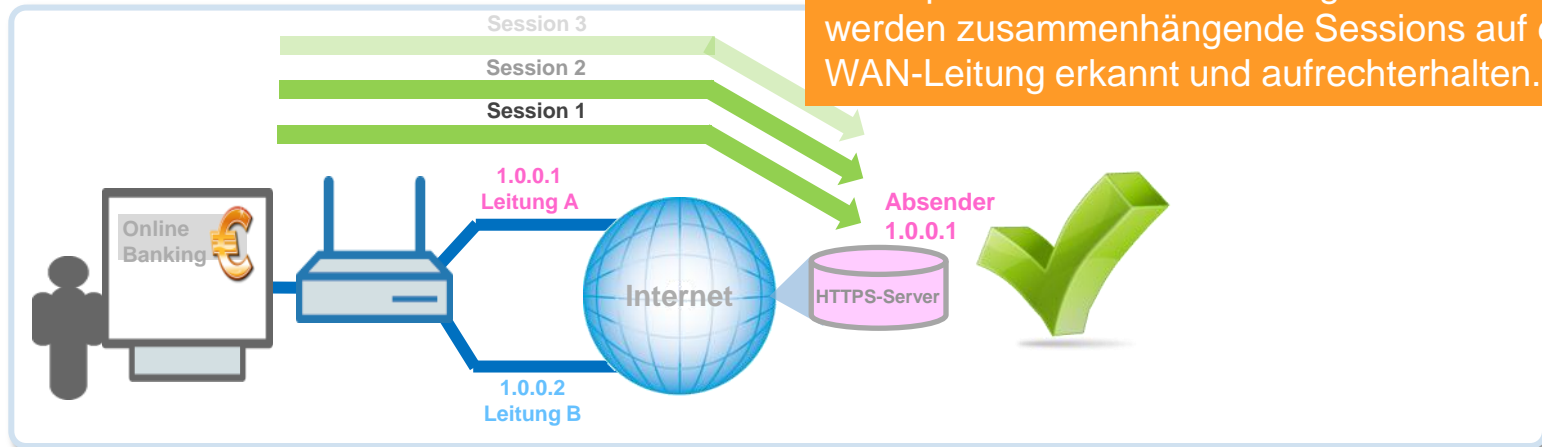 werden zusammenhängende Sessions auf
WAN-Leitung erkannt und aufrechterhalten.
Session 3
Session 2
Session 1
1.0.0.1
Leitung A
Absender
1.0.0.1
Online
Banking
Internet
HTTPS-Server
1.0.0.2
Leitung B